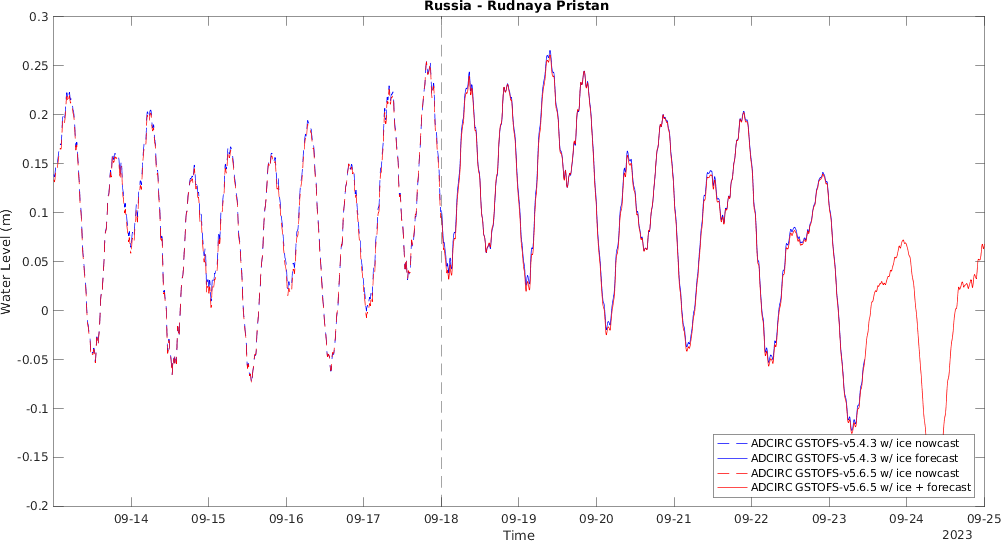 Russia - Rudnaya Pristan
0.3
0.25
0.2
0.15
0.1
0.05
0
-0.05
-0.1
-0.15
-0.2
Water Level (m)
ADCIRC GSTOFS-v5.4.3 w/ ice nowcast
ADCIRC GSTOFS-v5.4.3 w/ ice forecast
ADCIRC GSTOFS-v5.6.5 w/ ice nowcast
ADCIRC GSTOFS-v5.6.5 w/ ice + forecast
09-14 09-15 09-16 09-17 09-18 09-19 09-20 09-21 09-22 09-23 09-24 09-25
Time
2023